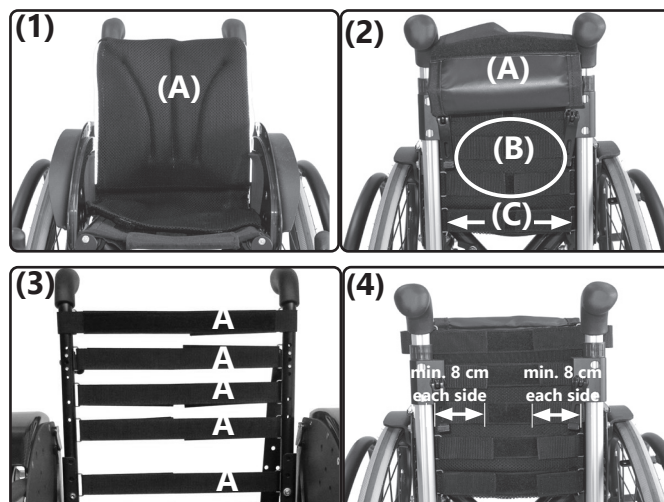 (1)
(A)
(2)
(A)
(B)
(C)
(3)
A
A
A
A
A
(4)
min. 8 cm
each side
min. 8 cm
each side